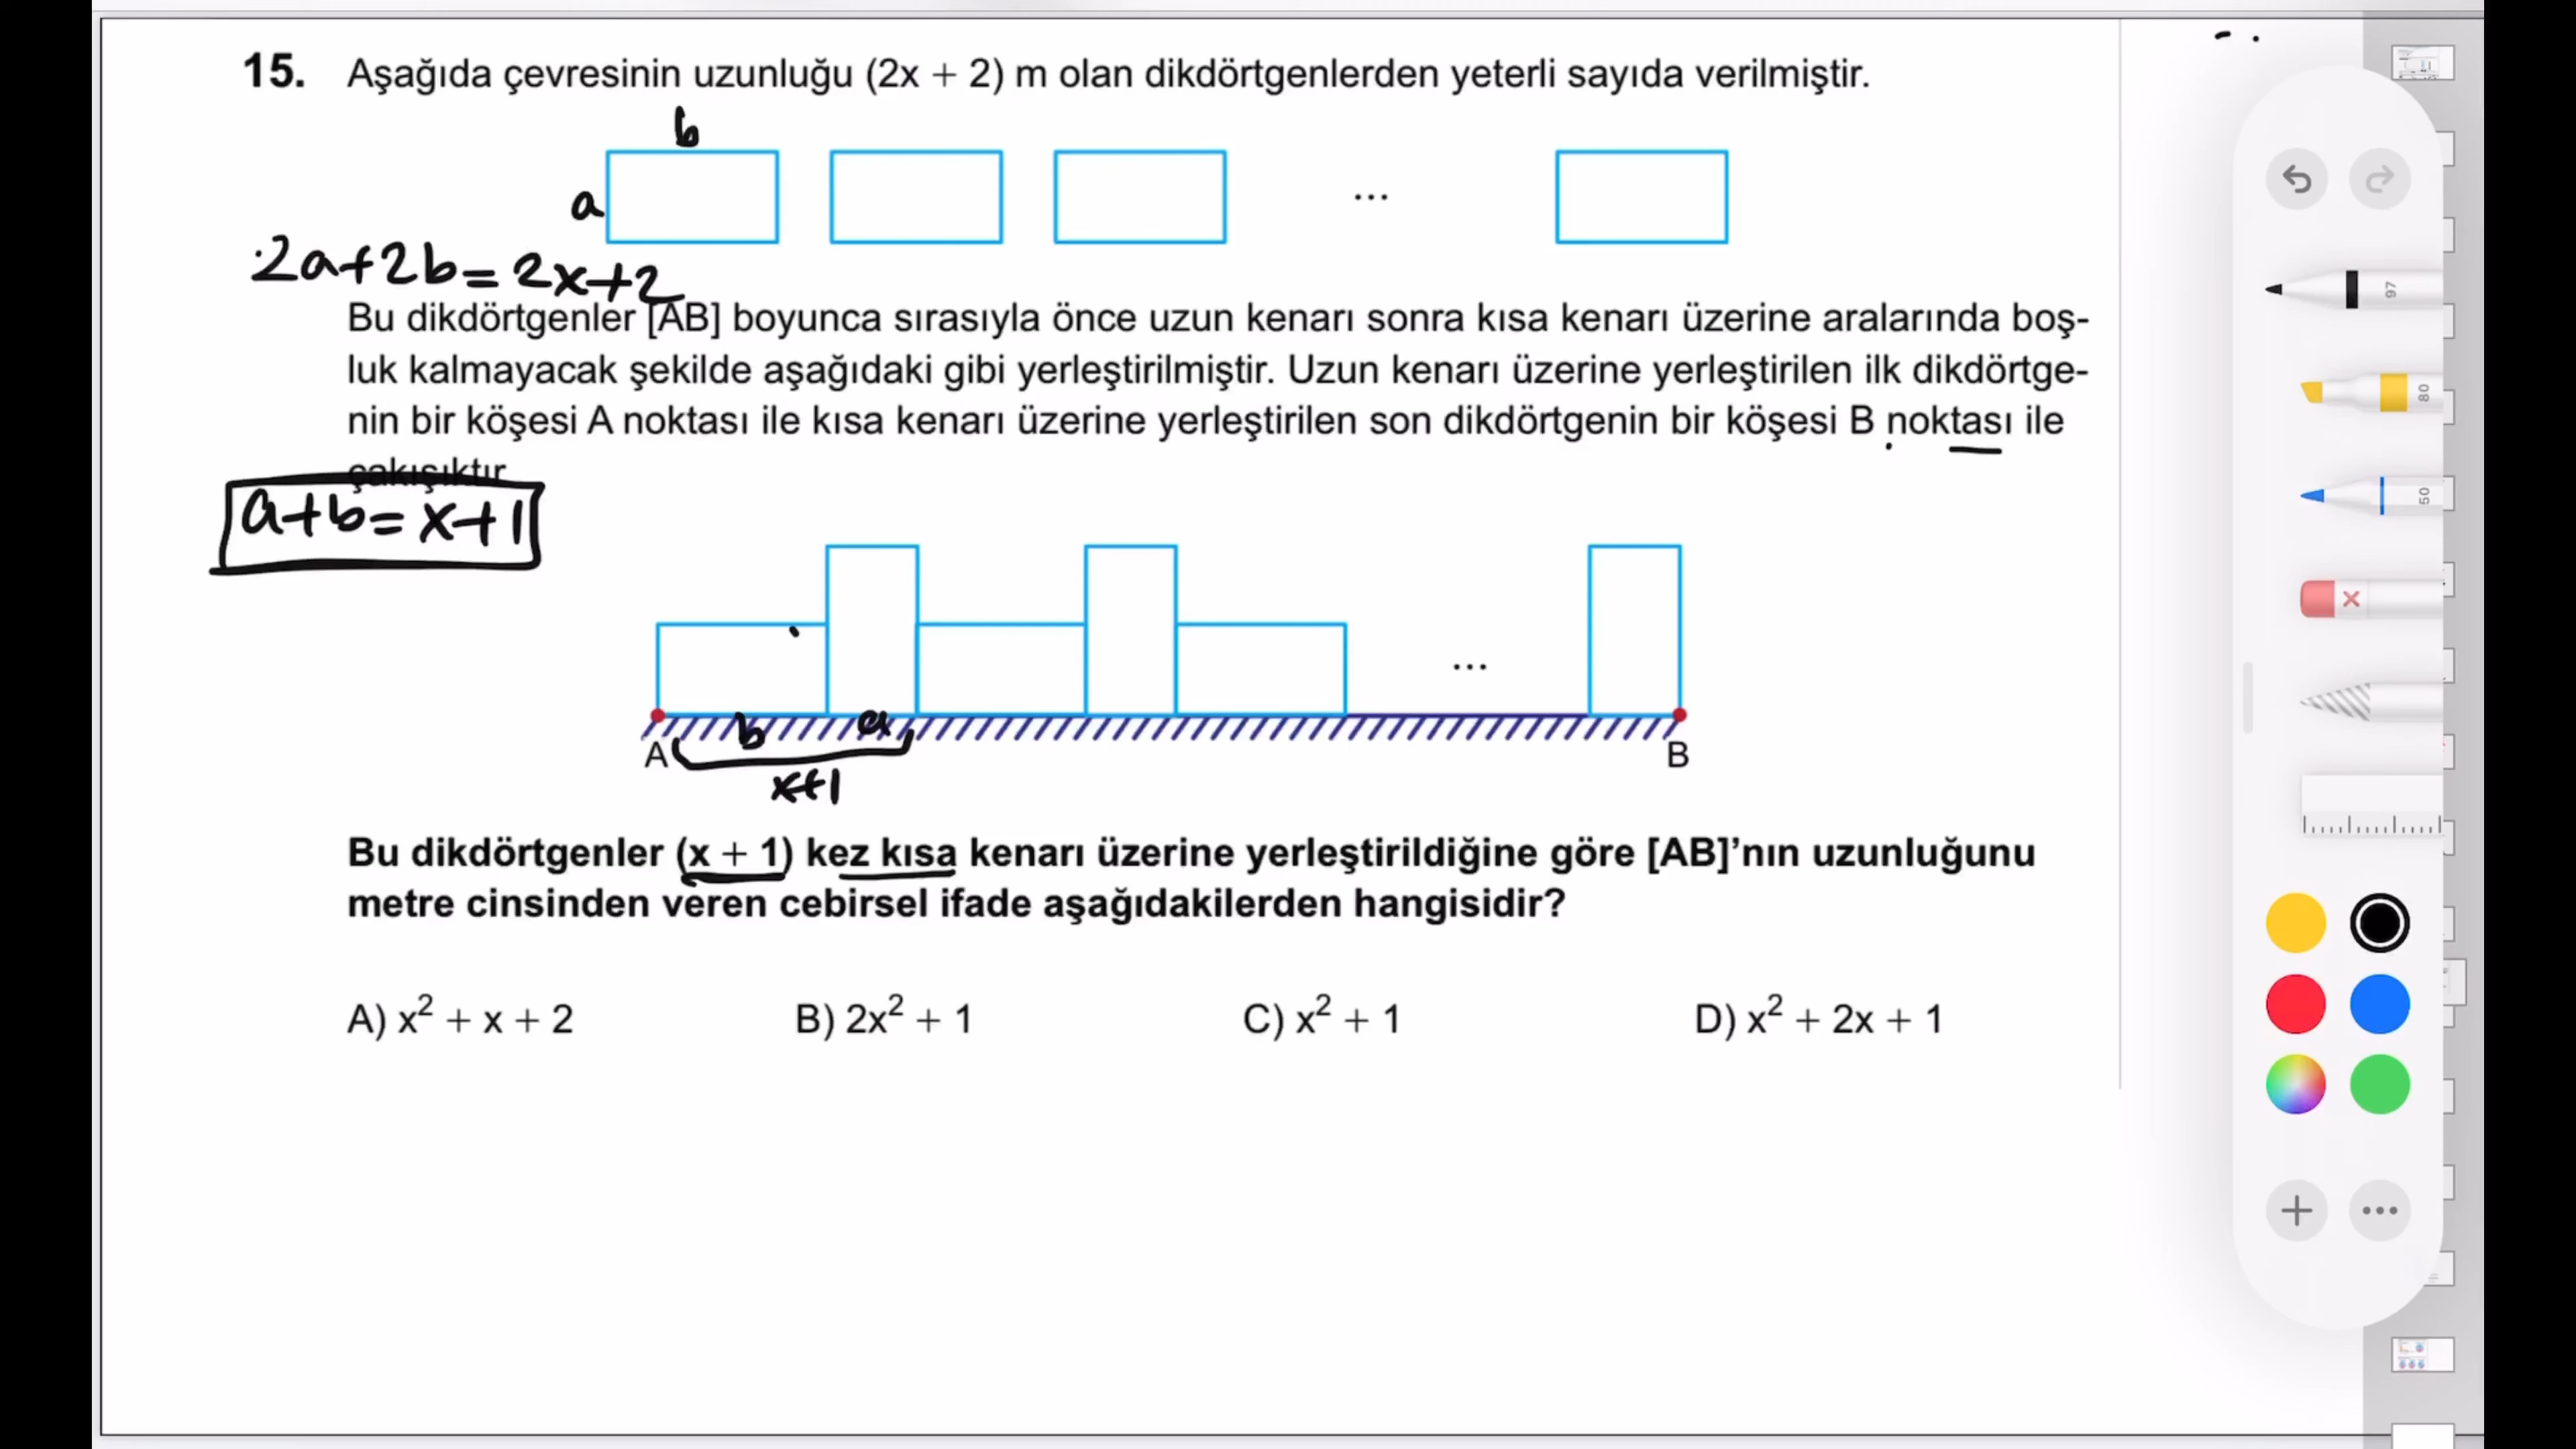 15. Aşağıda çevresinin uzunluğu (2x + 2) m olan dikdörtgenlerden yeterli sayıda verilmiştir.
b
a
...
2a+2b=2x+2
Bu dikdörtgenler [AB] boyunca sırasıyla önce uzun kenarı sonra kısa kenarı üzerine aralarında boş-
luk kalmayacak şekilde aşağıdaki gibi yerleştirilmiştir. Uzun kenarı üzerine yerleştirilen ilk dikdörtge-
nin bir köşesi A noktası ile kısa kenarı üzerine yerleştirilen son dikdörtgenin bir köşesi B noktası ile
çakışıktır
a+b=x+1
...
b a
A B
x+1
Bu dikdörtgenler (x + 1) kez kısa kenarı üzerine yerleştirildiğine göre [AB]'nın uzunluğunu
metre cinsinden veren cebirsel ifade aşağıdakilerden hangisidir?
A) x² + x + 2 B) 2x² + 1 C) x² + 1 D) x² + 2x + 1
97
80
50